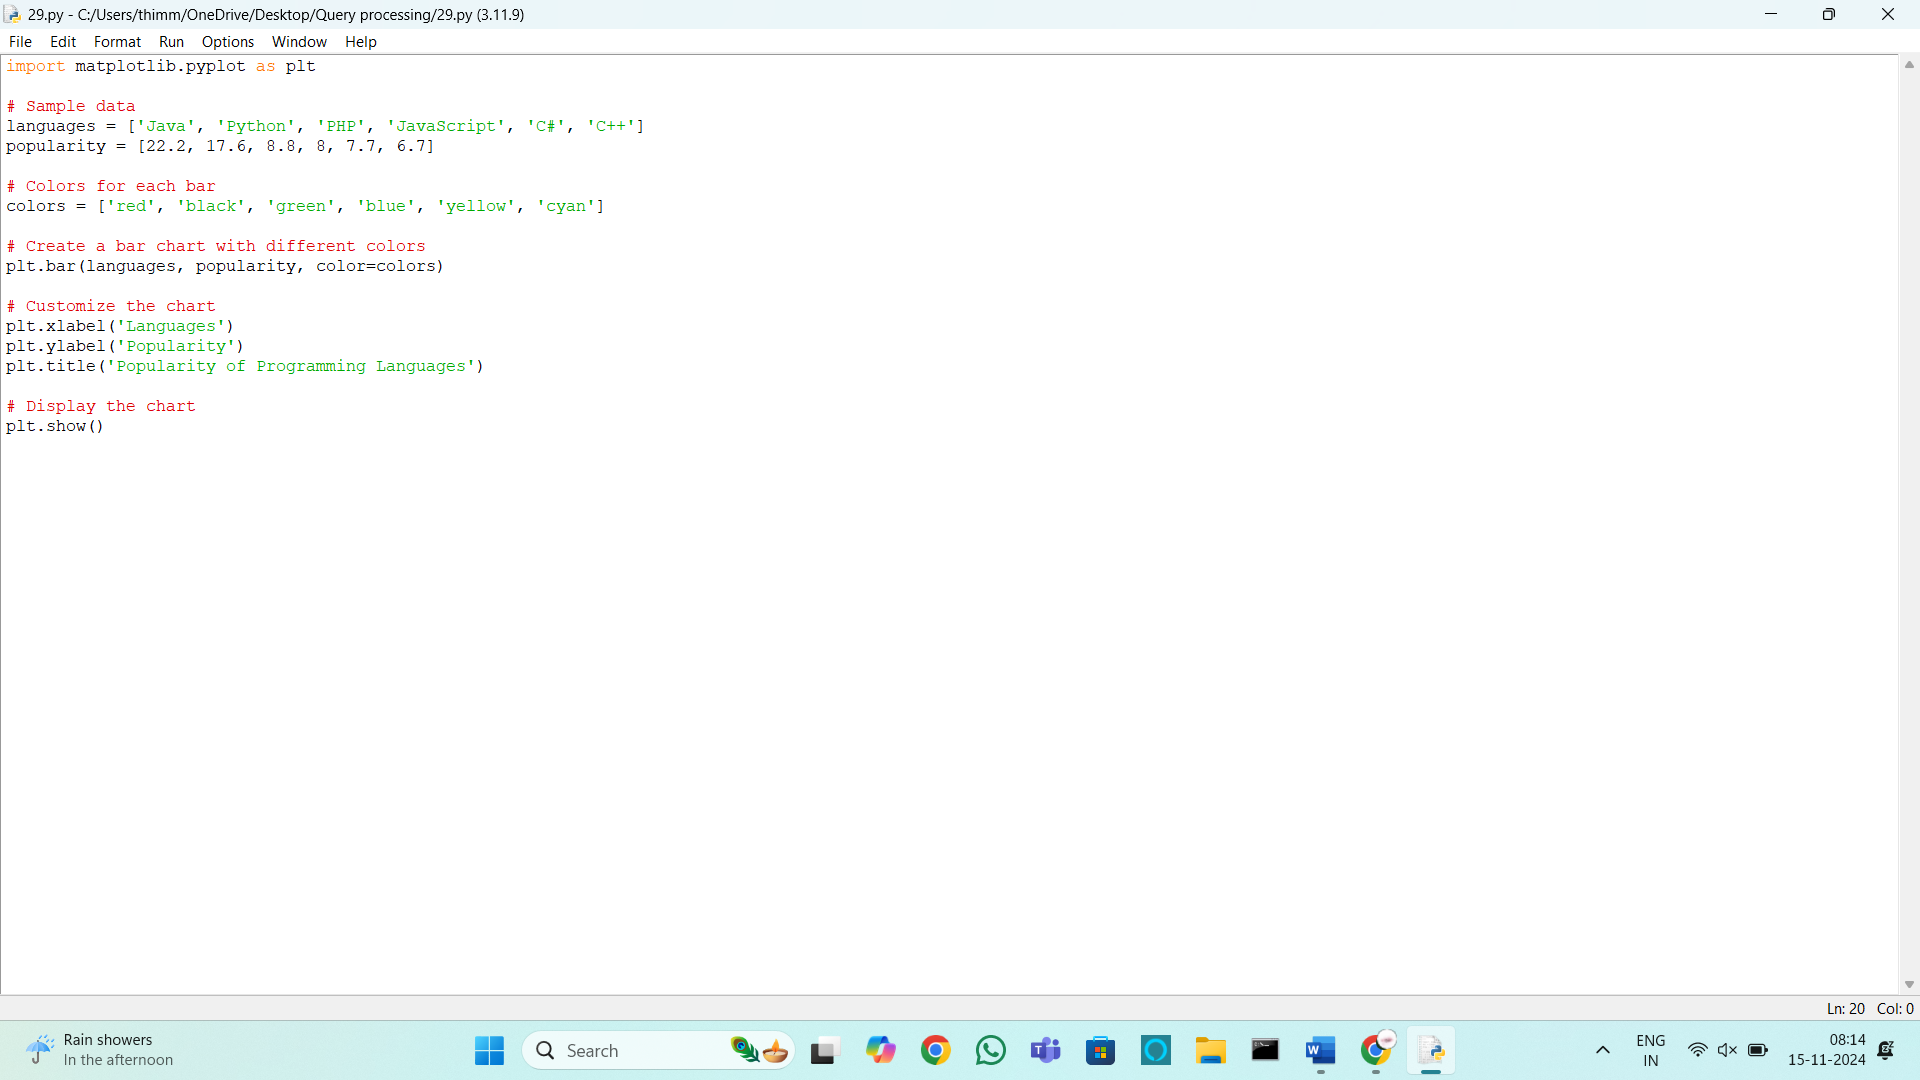 29.py - C:/Users/thimm/OneDrive/Desktop/Query processing/29.py (3.11.9)
File Edit Format Run Options Window Help
import matplotlib.pyplot as plt
# Sample data
languages = ['Java', 'Python', 'PHP', 'JavaScript', 'C#', 'C++']
popularity = [22.2, 17.6, 8.8, 8, 7.7, 6.7]
# Colors for each bar
colors = ['red', 'black', 'green', 'blue', 'yellow', 'cyan']
# Create a bar chart with different colors
plt.bar(languages, popularity, color=colors)
# Customize the chart
plt.xlabel('Languages')
plt.ylabel('Popularity')
plt.title('Popularity of Programming Languages')
# Display the chart
plt.show()
Ln: 20 Col: 0
Rain showers
In the afternoon
Search
ENG
IN
08:14
15-11-2024